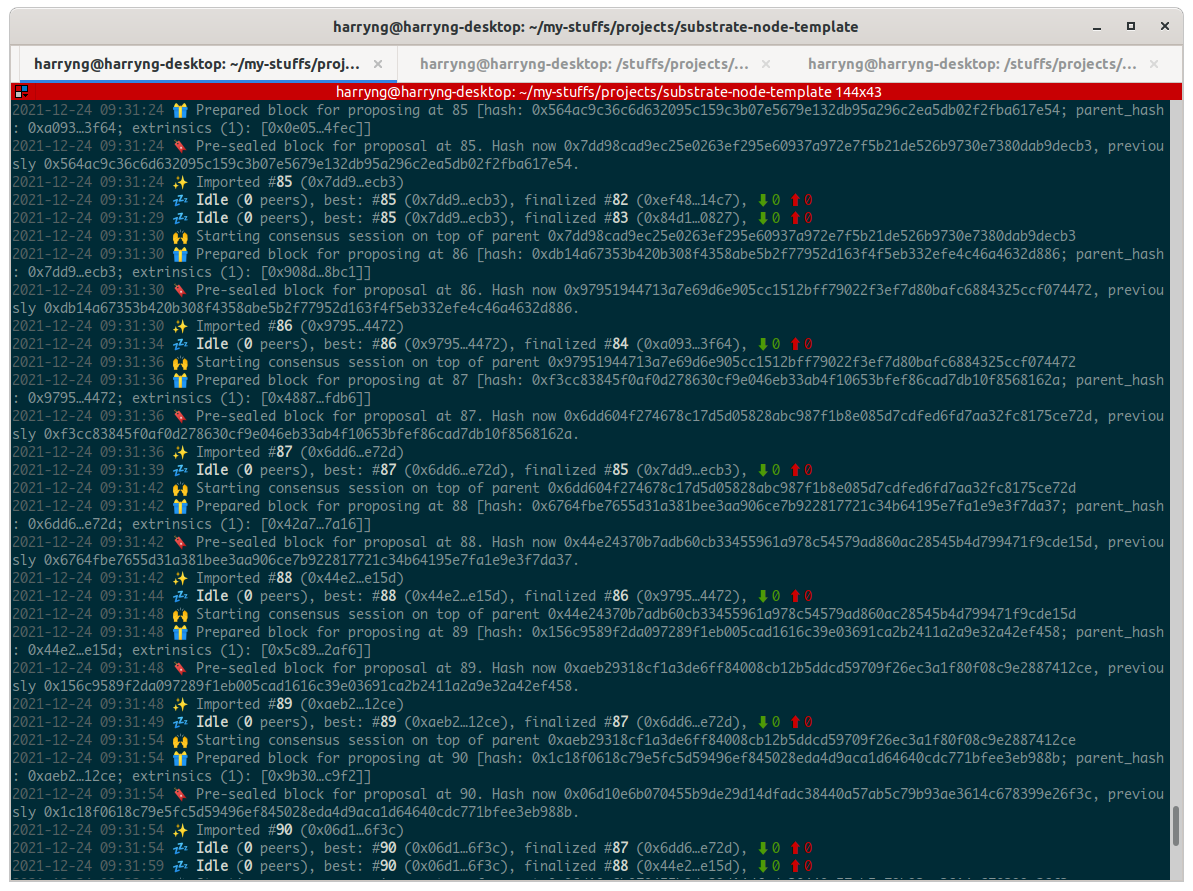 harryng@harryng-desktop: ~/my-stuffs/projects/substrate-node-template
harryng@harryng-desktop: ~/my-stuffs/proj... × harryng@harryng-desktop: /stuffs/projects/... × harryng@harryng-desktop: /stuffs/projects/... ×
harryng@harryng-desktop: ~/my-stuffs/projects/substrate-node-template 144x43
2021-12-24 09:31:24 🎁 Prepared block for proposing at 85 [hash: 0x564ac9c36c6d632095c159c3b07e5679e132db95a296c2ea5db02f2fba617e54; parent_hash
: 0xa093…3f64; extrinsics (1): [0x0e05…4fec]]
2021-12-24 09:31:24 🔖 Pre-sealed block for proposal at 85. Hash now 0x7dd98cad9ec25e0263ef295e60937a972e7f5b21de526b9730e7380dab9decb3, previou
sly 0x564ac9c36c6d632095c159c3b07e5679e132db95a296c2ea5db02f2fba617e54.
2021-12-24 09:31:24 ✨ Imported #85 (0x7dd9…ecb3)
2021-12-24 09:31:24 💤 Idle (0 peers), best: #85 (0x7dd9…ecb3), finalized #82 (0xef48…14c7), ⬇ 0 ⬆ 0
2021-12-24 09:31:29 💤 Idle (0 peers), best: #85 (0x7dd9…ecb3), finalized #83 (0x84d1…0827), ⬇ 0 ⬆ 0
2021-12-24 09:31:30 🙌 Starting consensus session on top of parent 0x7dd98cad9ec25e0263ef295e60937a972e7f5b21de526b9730e7380dab9decb3
2021-12-24 09:31:30 🎁 Prepared block for proposing at 86 [hash: 0xdb14a67353b420b308f4358abe5b2f77952d163f4f5eb332efe4c46a4632d886; parent_hash
: 0x7dd9…ecb3; extrinsics (1): [0x908d…8bc1]]
2021-12-24 09:31:30 🔖 Pre-sealed block for proposal at 86. Hash now 0x97951944713a7e69d6e905cc1512bff79022f3ef7d80bafc6884325ccf074472, previou
sly 0xdb14a67353b420b308f4358abe5b2f77952d163f4f5eb332efe4c46a4632d886.
2021-12-24 09:31:30 ✨ Imported #86 (0x9795…4472)
2021-12-24 09:31:34 💤 Idle (0 peers), best: #86 (0x9795…4472), finalized #84 (0xa093…3f64), ⬇ 0 ⬆ 0
2021-12-24 09:31:36 🙌 Starting consensus session on top of parent 0x97951944713a7e69d6e905cc1512bff79022f3ef7d80bafc6884325ccf074472
2021-12-24 09:31:36 🎁 Prepared block for proposing at 87 [hash: 0xf3cc83845f0af0d278630cf9e046eb33ab4f10653bfef86cad7db10f8568162a; parent_hash
: 0x9795…4472; extrinsics (1): [0x4887…fdb6]]
2021-12-24 09:31:36 🔖 Pre-sealed block for proposal at 87. Hash now 0x6dd604f274678c17d5d05828abc987f1b8e085d7cdfed6fd7aa32fc8175ce72d, previou
sly 0xf3cc83845f0af0d278630cf9e046eb33ab4f10653bfef86cad7db10f8568162a.
2021-12-24 09:31:36 ✨ Imported #87 (0x6dd6…e72d)
2021-12-24 09:31:39 💤 Idle (0 peers), best: #87 (0x6dd6…e72d), finalized #85 (0x7dd9…ecb3), ⬇ 0 ⬆ 0
2021-12-24 09:31:42 🙌 Starting consensus session on top of parent 0x6dd604f274678c17d5d05828abc987f1b8e085d7cdfed6fd7aa32fc8175ce72d
2021-12-24 09:31:42 🎁 Prepared block for proposing at 88 [hash: 0x6764fbe7655d31a381bee3aa906ce7b922817721c34b64195e7fa1e9e3f7da37; parent_hash
: 0x6dd6…e72d; extrinsics (1): [0x42a7…7a16]]
2021-12-24 09:31:42 🔖 Pre-sealed block for proposal at 88. Hash now 0x44e24370b7adb60cb33455961a978c54579ad860ac28545b4d799471f9cde15d, previou
sly 0x6764fbe7655d31a381bee3aa906ce7b922817721c34b64195e7fa1e9e3f7da37.
2021-12-24 09:31:42 ✨ Imported #88 (0x44e2…e15d)
2021-12-24 09:31:44 💤 Idle (0 peers), best: #88 (0x44e2…e15d), finalized #86 (0x9795…4472), ⬇ 0 ⬆ 0
2021-12-24 09:31:48 🙌 Starting consensus session on top of parent 0x44e24370b7adb60cb33455961a978c54579ad860ac28545b4d799471f9cde15d
2021-12-24 09:31:48 🎁 Prepared block for proposing at 89 [hash: 0x156c9589f2da097289f1eb005cad1616c39e03691ca2b2411a2a9e32a42ef458; parent_hash
: 0x44e2…e15d; extrinsics (1): [0x5c89…2af6]]
2021-12-24 09:31:48 🔖 Pre-sealed block for proposal at 89. Hash now 0xaeb29318cf1a3de6ff84008cb12b5ddcd59709f26ec3a1f80f08c9e2887412ce, previou
sly 0x156c9589f2da097289f1eb005cad1616c39e03691ca2b2411a2a9e32a42ef458.
2021-12-24 09:31:48 ✨ Imported #89 (0xaeb2…12ce)
2021-12-24 09:31:49 💤 Idle (0 peers), best: #89 (0xaeb2…12ce), finalized #87 (0x6dd6…e72d), ⬇ 0 ⬆ 0
2021-12-24 09:31:54 🙌 Starting consensus session on top of parent 0xaeb29318cf1a3de6ff84008cb12b5ddcd59709f26ec3a1f80f08c9e2887412ce
2021-12-24 09:31:54 🎁 Prepared block for proposing at 90 [hash: 0x1c18f0618c79e5fc5d59496ef845028eda4d9aca1d64640cdc771bfee3eb988b; parent_hash
: 0xaeb2…12ce; extrinsics (1): [0x9b30…c9f2]]
2021-12-24 09:31:54 🔖 Pre-sealed block for proposal at 90. Hash now 0x06d10e6b070455b9de29d14dfadc38440a57ab5c79b93ae3614c678399e26f3c, previou
sly 0x1c18f0618c79e5fc5d59496ef845028eda4d9aca1d64640cdc771bfee3eb988b.
2021-12-24 09:31:54 ✨ Imported #90 (0x06d1…6f3c)
2021-12-24 09:31:54 💤 Idle (0 peers), best: #90 (0x06d1…6f3c), finalized #87 (0x6dd6…e72d), ⬇ 0 ⬆ 0
2021-12-24 09:31:59 💤 Idle (0 peers), best: #90 (0x06d1…6f3c), finalized #88 (0x44e2…e15d), ⬇ 0 ⬆ 0